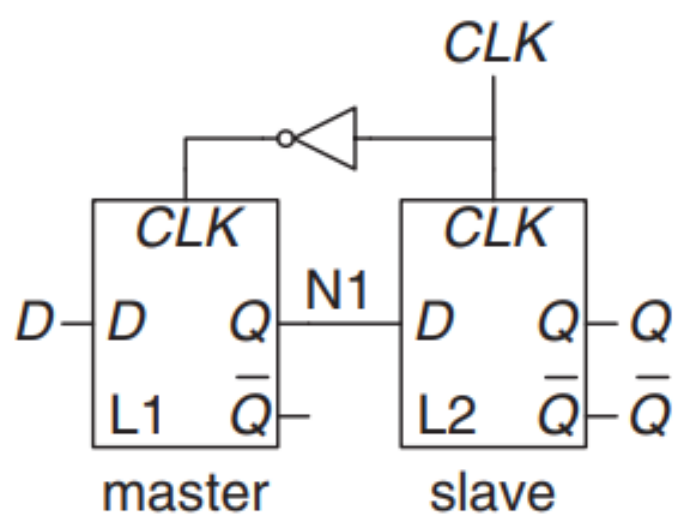 CLK
CLK CLK
D D Q N1 D Q Q
L1 Q̅ L2 Q̅ Q̅
master slave